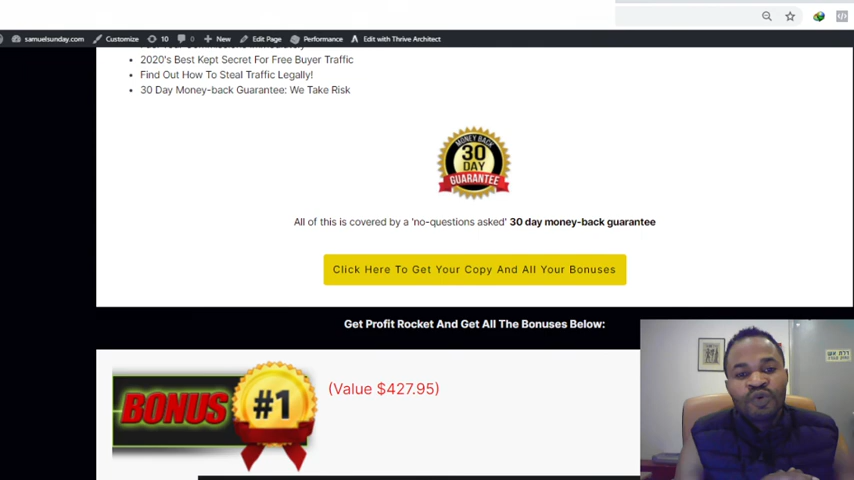 samuelsunday.com Customize 10 0 New Edit Page Performance Edit with Thrive Architect
2020's Best Kept Secret For Free Buyer Traffic
Find Out How To Steal Traffic Legally!
30 Day Money-back Guarantee: We Take Risk
MONEY BACK
30
DAY
GUARANTEE
All of this is covered by a 'no-questions asked' 30 day money-back guarantee
Click Here To Get Your Copy And All Your Bonuses
Get Profit Rocket And Get All The Bonuses Below:
BONUS #1
(Value $427.95)